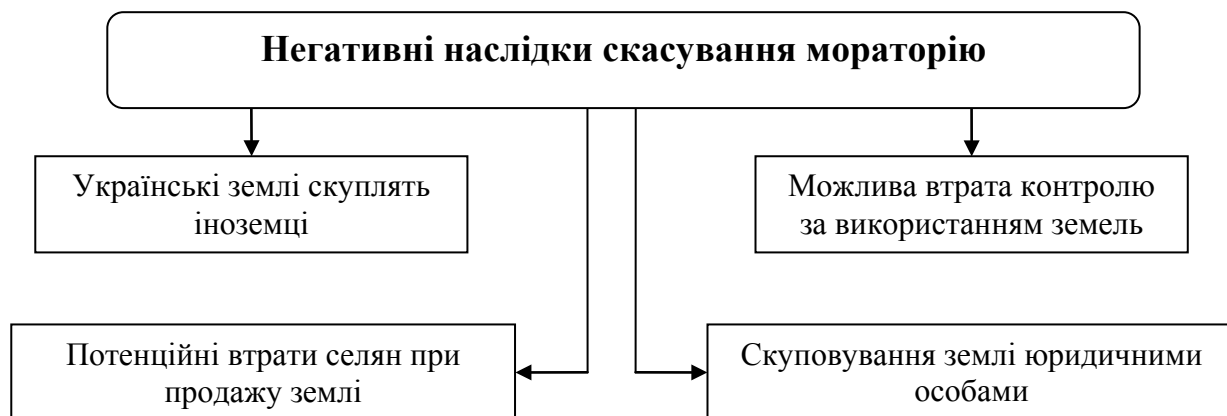 Негативні наслідки скасування мораторію
Українські землі скуплять
іноземці
Можлива втрата контролю
за використанням земель
Потенційні втрати селян при
продажу землі
Скуповування землі юридичними
особами